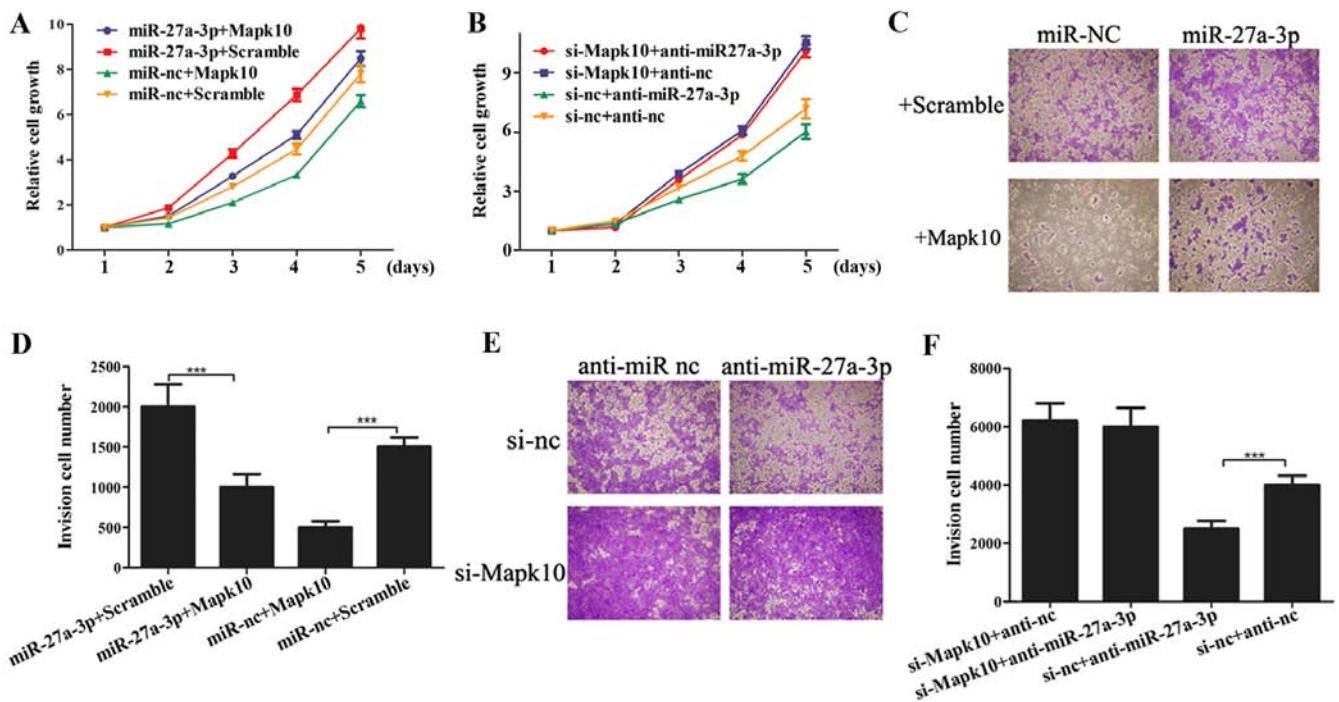 A
Relative cell growth
10
8
6
4
2
0
miR-27a-3p+Mapk10
miR-27a-3p+Scramble
miR-nc+Mapk10
miR-nc+Scramble
1 2 3 4 5 (days)
B
Relative cell growth
9
6
3
0
si-Mapk10+anti-miR27a-3p
si-Mapk10+anti-nc
si-nc+anti-miR-27a-3p
si-nc+anti-nc
1 2 3 4 5 (days)
C
miR-NC miR-27a-3p
+Scramble
+Mapk10
D
Invision cell number
2500
2000
1500
1000
500
0
*** ***
miR-27a-3p+Scramble
miR-27a-3p+Mapk10
miR-nc+Mapk10
miR-nc+Scramble
E
anti-miR nc anti-miR-27a-3p
si-nc
si-Mapk10
F
Invision cell number
8000
6000
4000
2000
0
***
si-Mapk10+anti-nc
si-Mapk10+anti-miR-27a-3p
si-nc+anti-miR-27a-3p
si-nc+anti-nc